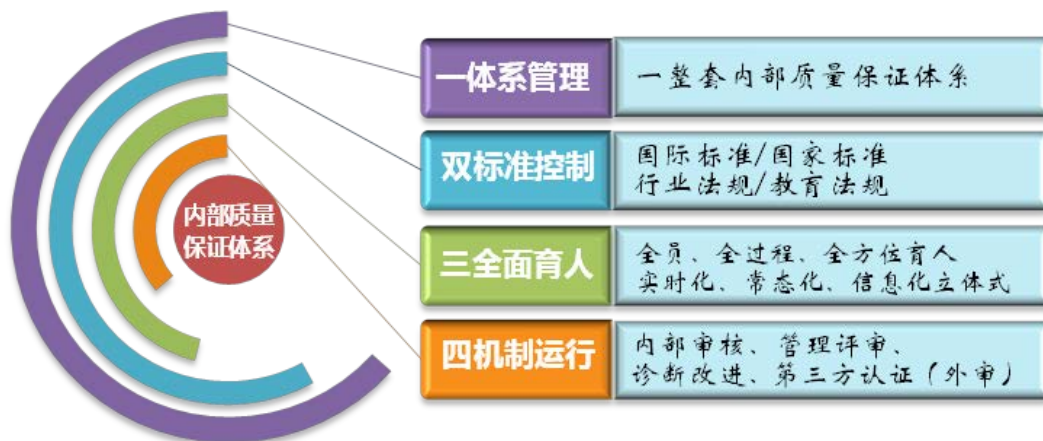 内部质量
保证体系
一体系管理
一整套内部质量保证体系
双标准控制
国际标准/国家标准
行业法规/教育法规
三全面育人
全员、全过程、全方位育人
实时化、常态化、信息化立体式
四机制运行
内部审核、管理评审、
诊断改进、第三方认证（外审）